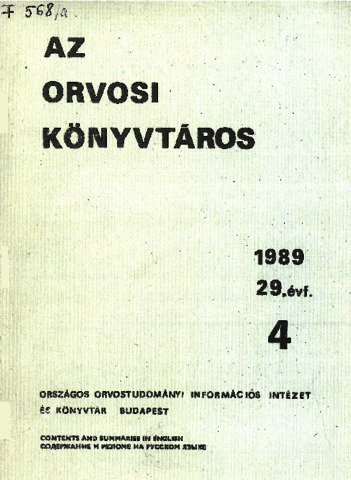 F 568/a
AZ
ORVOSI
KÖNYVTÁROS
1989
29.évf.
4
ORSZÁGOS ORVOSTUDOMÁNYI INFORMÁCIÓS INTÉZET
ÉS KÖNYVTÁR BUDAPEST
CONTENTS AND SUMMARIES IN ENGLISH
СОДЕРЖАНИЕ И РЕЗЮМЕ НА РУССКОМ ЯЗЫКЕ